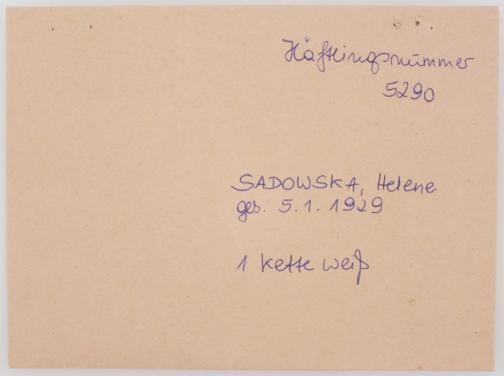 Häftlingsnummer
5290
SADOWSKA, Helene
geb. 5.1.1929
1 Kette weiß